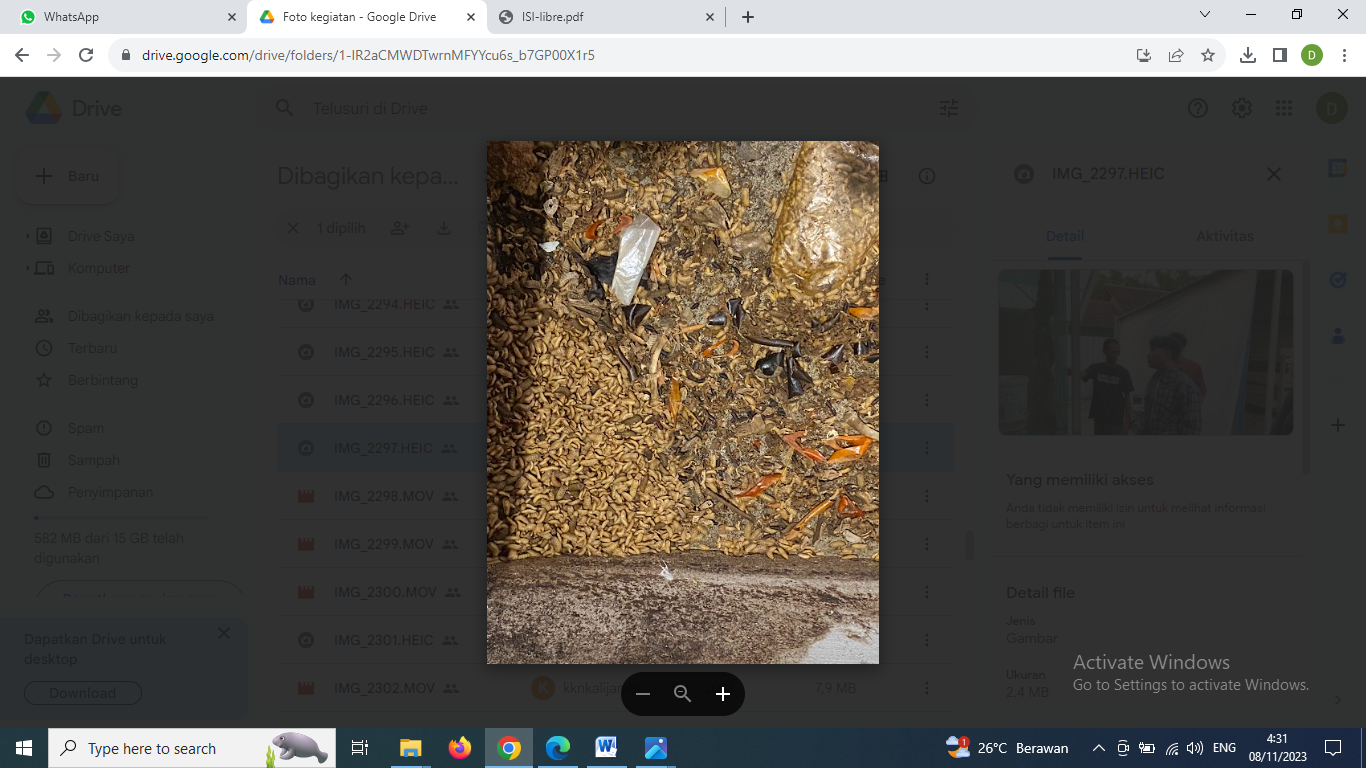 WhatsApp
Foto kegiatan - Google Drive
ISI-libre.pdf
drive.google.com/drive/folders/1-IR2aCMWDTwrnMFYYcu6s_b7GP00X1r5
D
Drive
Telusuri di Drive
D
Baru
Drive Saya
Komputer
Dibagikan kepada saya
Terbaru
Berbintang
Spam
Sampah
Penyimpanan
582 MB dari 15 GB telah
digunakan
Dapatkan Drive untuk
desktop
Download
Dibagikan kepa...
1 dipilih
Nama
IMG_2294.HEIC
IMG_2295.HEIC
IMG_2296.HEIC
IMG_2297.HEIC
IMG_2298.MOV
IMG_2299.MOV
IMG_2300.MOV
IMG_2301.HEIC
IMG_2302.MOV
K
kknkalijar
7,9 MB
IMG_2297.HEIC
Detail
Aktivitas
Yang memiliki akses
Anda tidak memiliki izin untuk melihat informasi
berbagi untuk item ini
Detail file
Jenis
Gambar
Ukuran
2,4 MB
Activate Windows
Go to Settings to activate Windows.
Type here to search
W
1
26°C Berawan
ENG
4:31
08/11/2023